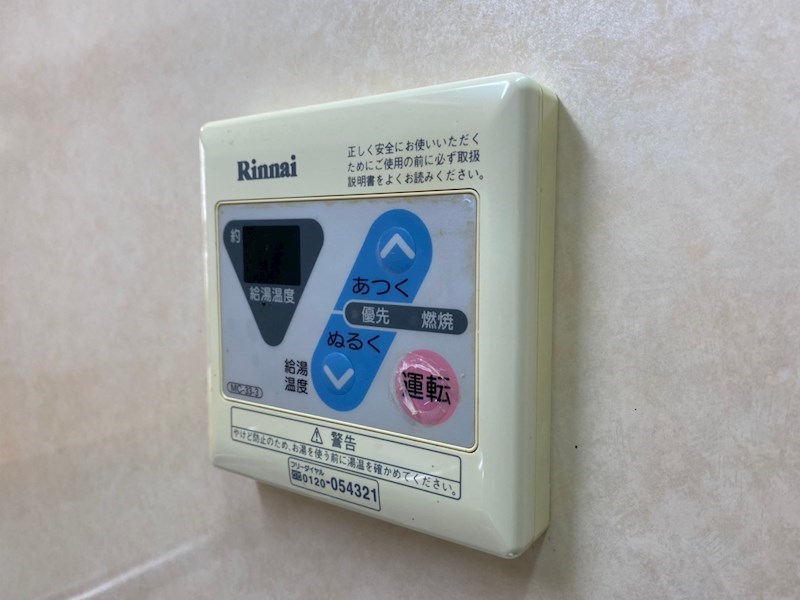 Rinnai
正しく安全にお使いいただく
ためにご使用の前に必ず取扱
説明書をよくお読みください。
約
給湯温度
あつく
優先 燃焼
ぬるく
給湯
温度
運転
MC-33-3
⚠ 警告
やけど防止のため、お湯を使う前に湯温を確かめてください。
フリーダイヤル
0120-054321